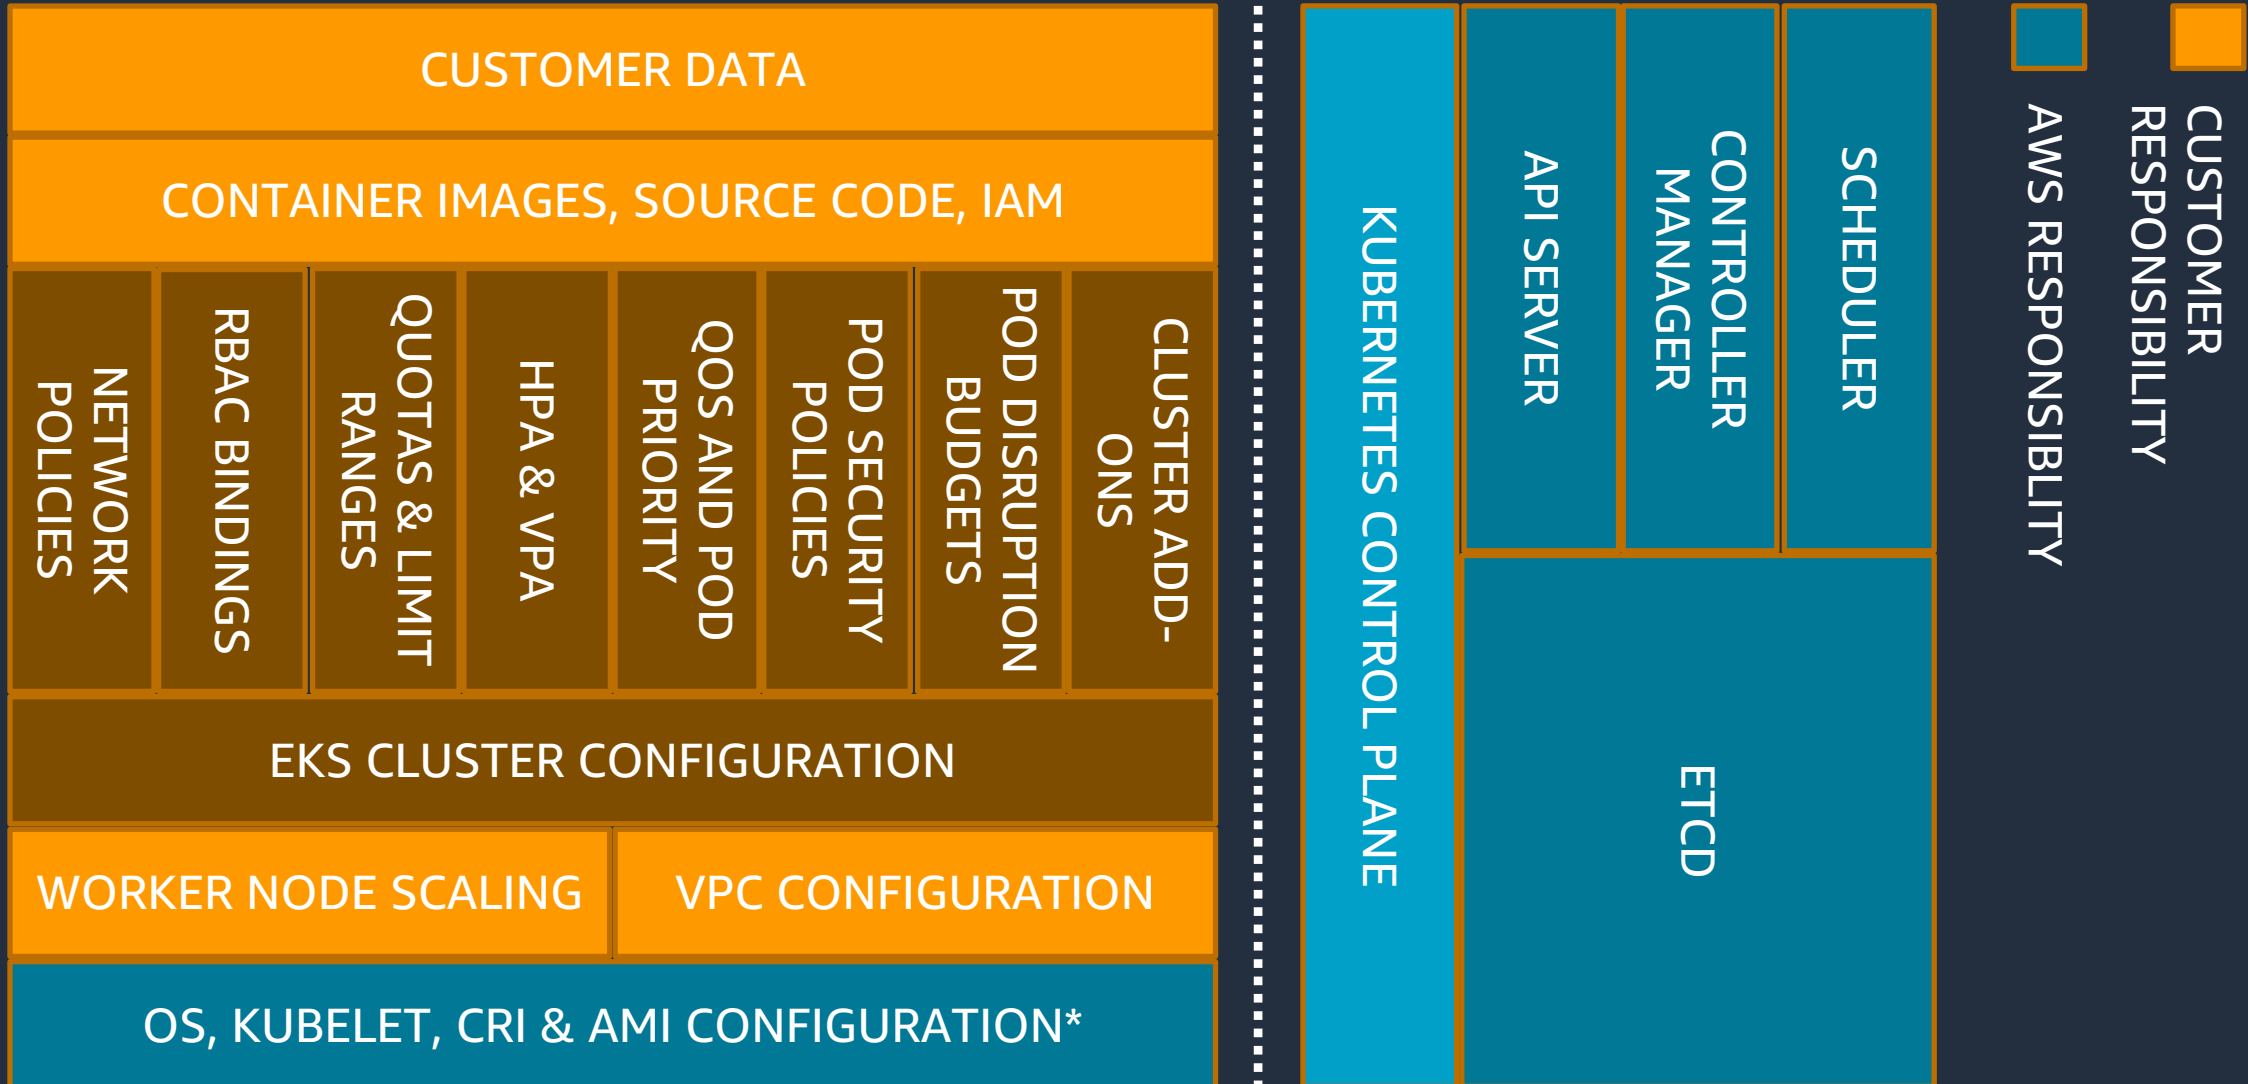 CUSTOMER DATA
CONTAINER IMAGES, SOURCE CODE, IAM
NETWORK
POLICIES
RBAC BINDINGS
QUOTAS & LIMIT
RANGES
HPA & VPA
QOS AND POD
PRIORITY
POD SECURITY
POLICIES
POD DISRUPTION
BUDGETS
CLUSTER ADD-
ONS
EKS CLUSTER CONFIGURATION
WORKER NODE SCALING
VPC CONFIGURATION
OS, KUBELET, CRI & AMI CONFIGURATION*
KUBERNETES CONTROL PLANE
API SERVER
CONTROLLER
MANAGER
SCHEDULER
ETCD
AWS RESPONSIBLITY
CUSTOMER
RESPONSIBILITY